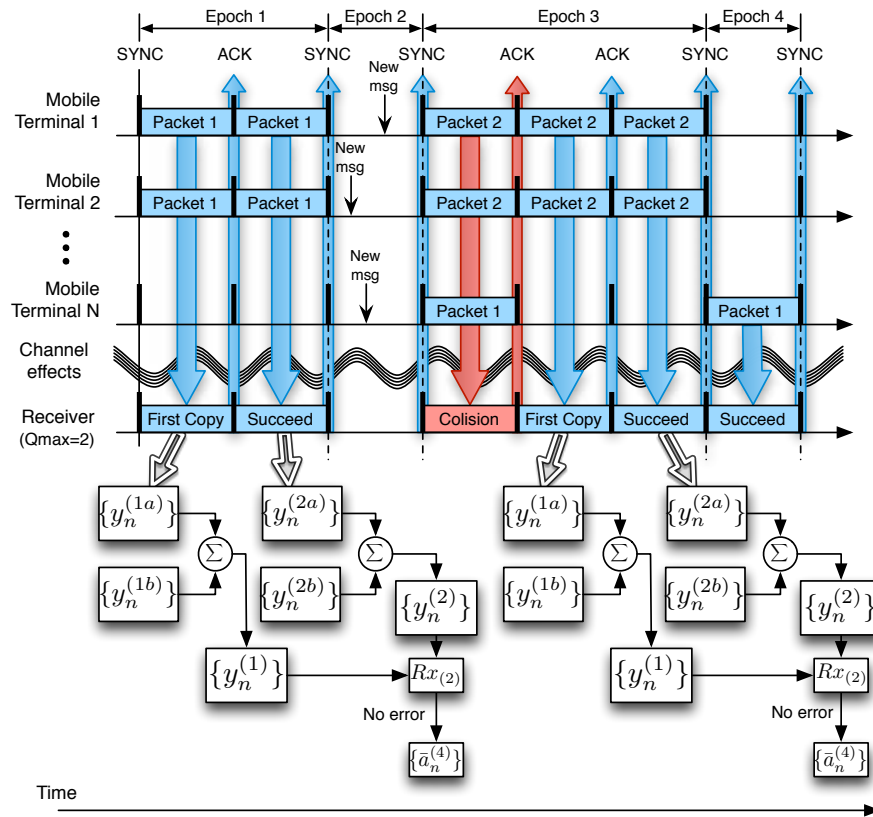 Epoch 1 Epoch 2 Epoch 3 Epoch 4
SYNC ACK SYNC SYNC ACK ACK SYNC SYNC
New
msg
Mobile
Terminal 1
Packet 1 Packet 1 Packet 2 Packet 2 Packet 2
New
msg
Mobile
Terminal 2
Packet 1 Packet 1 Packet 2 Packet 2 Packet 2
New
msg
Mobile
Terminal N
Packet 1 Packet 1
Channel
effects
Receiver
(Qmax=2)
First Copy Succeed Colision First Copy Succeed Succeed
{y_n^{(1a)}} {y_n^{(2a)}} {y_n^{(1a)}} {y_n^{(2a)}}
Σ Σ Σ Σ
{y_n^{(1b)}} {y_n^{(2b)}} {y_n^{(1b)}} {y_n^{(2b)}}
{y_n^{(2)}} {y_n^{(2)}}
{y_n^{(1)}} Rx_{(2)} {y_n^{(1)}} Rx_{(2)}
No error No error
{ā_n^{(4)}} {ā_n^{(4)}}
Time